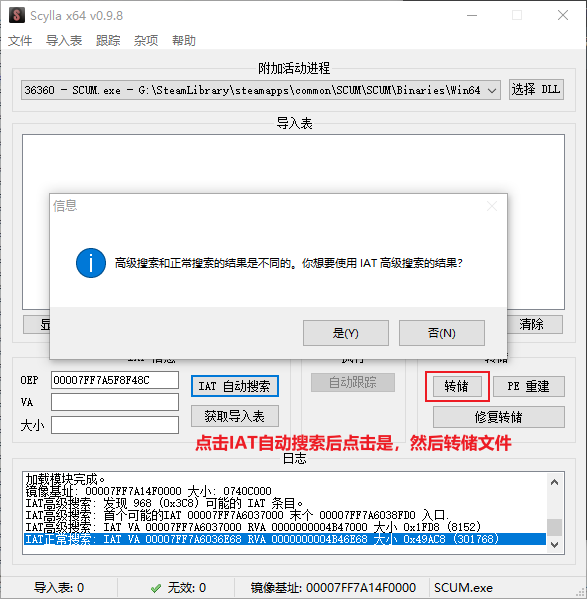 Scylla x64 v0.9.8
文件 导入表 跟踪 杂项 帮助
附加活动进程
36360 - SCUM.exe - G:\SteamLibrary\steamapps\common\SCUM\SCUM\Binaries\Win64
选择 DLL
导入表
信息
高级搜索和正常搜索的结果是不同的。你想要使用 IAT 高级搜索的结果?
是(Y) 否(N)
清除
OEP 00007FF7A5F8F48C
IAT 自动搜索
自动跟踪
转储
PE 重建
VA
大小
获取导入表
修复转储
点击IAT自动搜索后点击是，然后转储文件
日志
加载模块完成。
镜像基址: 00007FF7A14F0000 大小: 0740C000
IAT高级搜索: 发现 968 (0x3C8) 可能的 IAT 条目。
IAT高级搜索: 首个可能的IAT 00007FF7A6037000 末个 00007FF7A6038FD0 入口.
IAT高级搜索: IAT VA 00007FF7A6037000 RVA 0000000004B47000 大小 0x1FD8 (8152)
IAT正常搜索: IAT VA 00007FF7A6036E68 RVA 0000000004B46E68 大小 0x49AC8 (301768)
导入表: 0
无效: 0
镜像基址: 00007FF7A14F0000
SCUM.exe